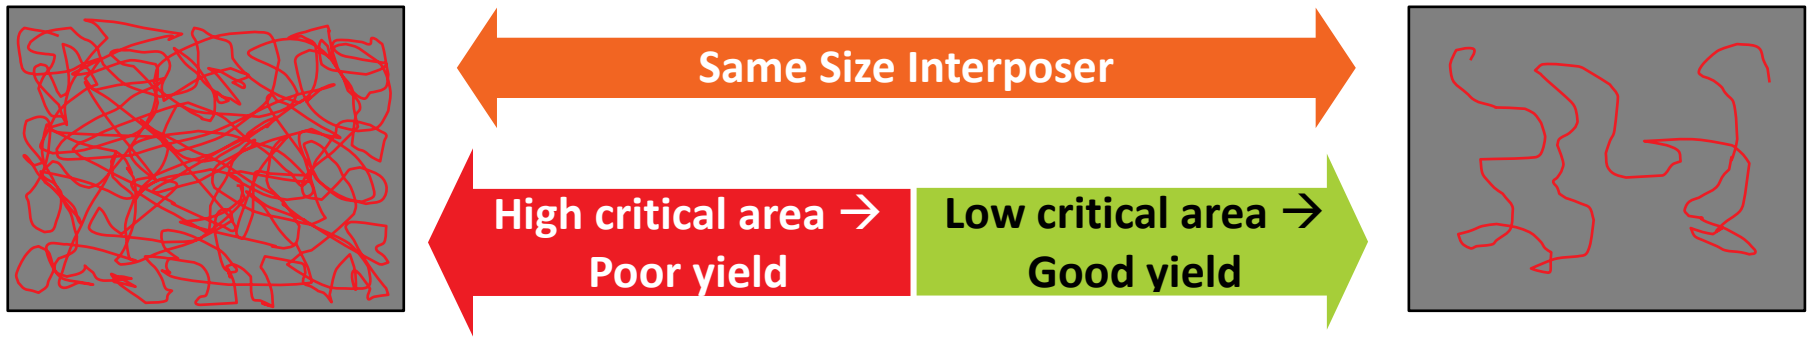 Same Size Interposer
High critical area →
Poor yield
Low critical area →
Good yield